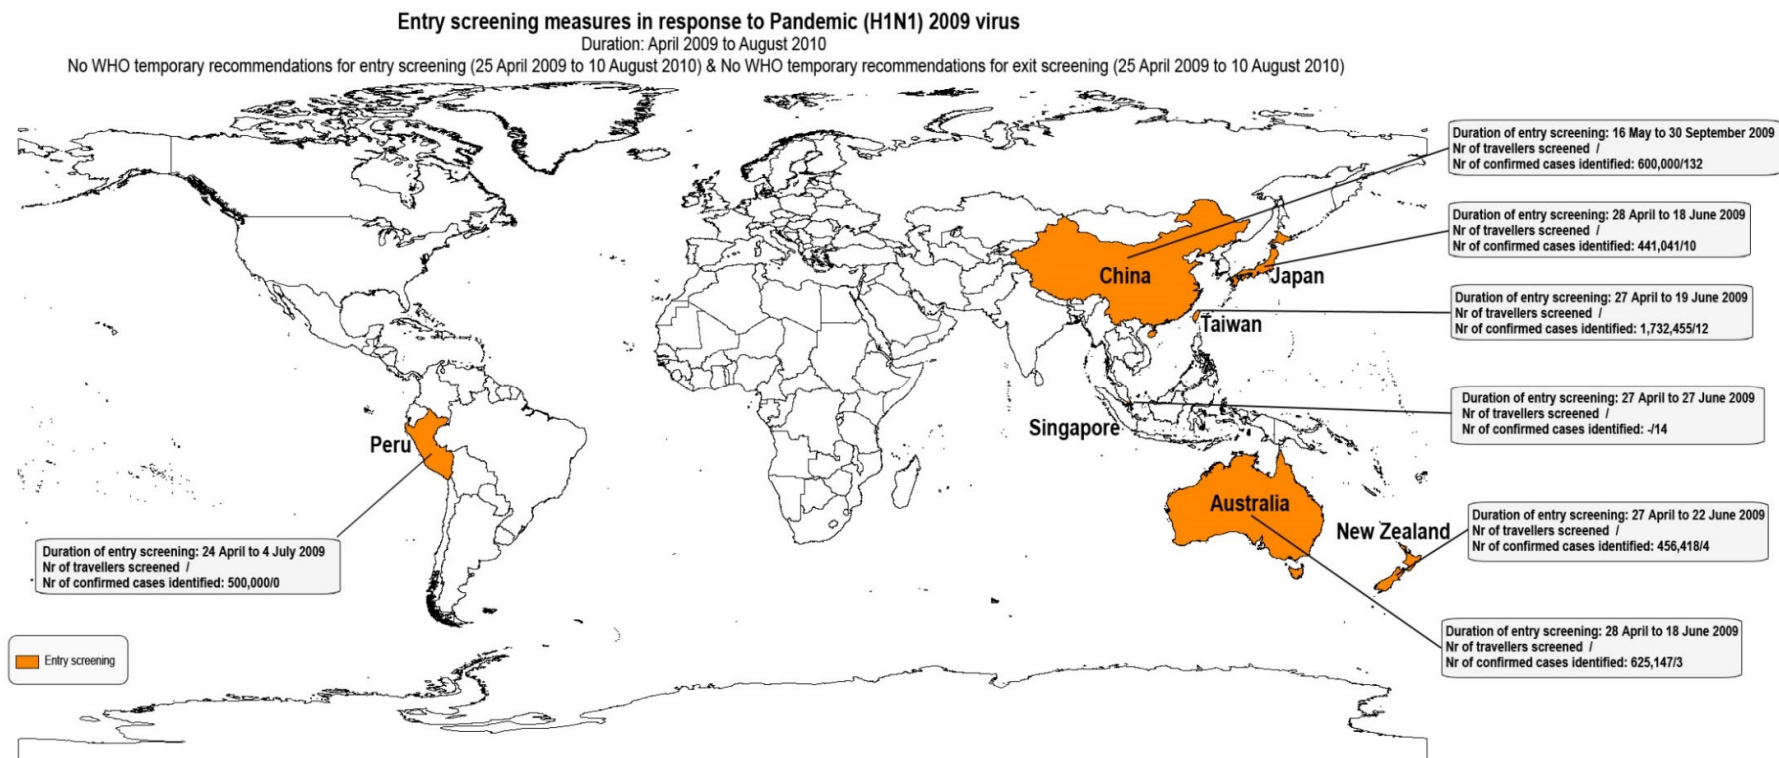 Entry screening measures in response to Pandemic (H1N1) 2009 virus
Duration: April 2009 to August 2010
No WHO temporary recommendations for entry screening (25 April 2009 to 10 August 2010) & No WHO temporary recommendations for exit screening (25 April 2009 to 10 August 2010)
Duration of entry screening: 16 May to 30 September 2009
Nr of travellers screened /
Nr of confirmed cases identified: 600,000/132
Duration of entry screening: 28 April to 18 June 2009
Nr of travellers screened /
Nr of confirmed cases identified: 441,041/10
China
Japan
Duration of entry screening: 27 April to 19 June 2009
Nr of travellers screened /
Nr of confirmed cases identified: 1,732,455/12
Taiwan
Duration of entry screening: 27 April to 27 June 2009
Nr of travellers screened /
Nr of confirmed cases identified: -/14
Singapore
Peru
Australia
New Zealand
Duration of entry screening: 27 April to 22 June 2009
Nr of travellers screened /
Nr of confirmed cases identified: 456,418/4
Duration of entry screening: 24 April to 4 July 2009
Nr of travellers screened /
Nr of confirmed cases identified: 500,000/0
Duration of entry screening: 28 April to 18 June 2009
Nr of travellers screened /
Nr of confirmed cases identified: 625,147/3
Entry screening